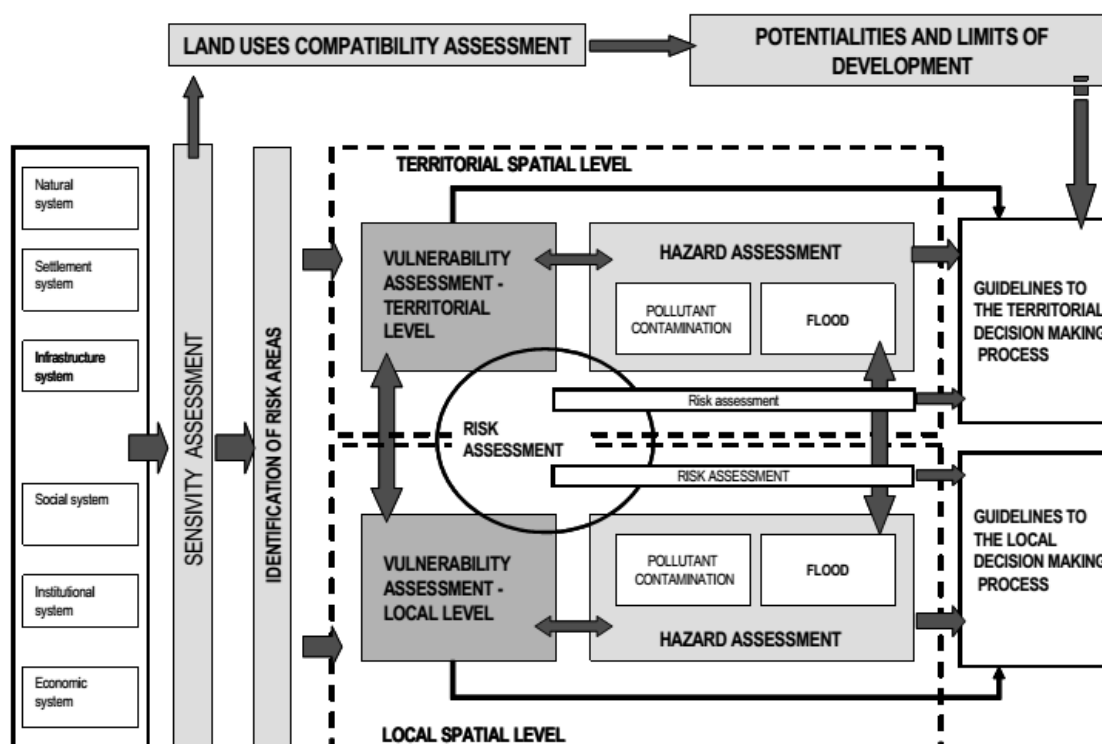 LAND USES COMPATIBILITY ASSESSMENT
POTENTIALITIES AND LIMITS OF
DEVELOPMENT
Natural
system
Settlement
system
Infrastructure
system
Social system
Institutional
system
Economic
system
SENSIVITY ASSESSMENT
IDENTIFICATION OF RISK AREAS
TERRITORIAL SPATIAL LEVEL
VULNERABILITY
ASSESSMENT -
TERRITORIAL
LEVEL
HAZARD ASSESSMENT
POLLUTANT
CONTAMINATION
FLOOD
Risk assessment
RISK
ASSESSMENT
RISK ASSESSMENT
VULNERABILITY
ASSESSMENT -
LOCAL LEVEL
POLLUTANT
CONTAMINATION
FLOOD
HAZARD ASSESSMENT
LOCAL SPATIAL LEVEL
GUIDELINES TO
THE TERRITORIAL
DECISION MAKING
PROCESS
GUIDELINES TO
THE LOCAL
DECISION MAKING
PROCESS